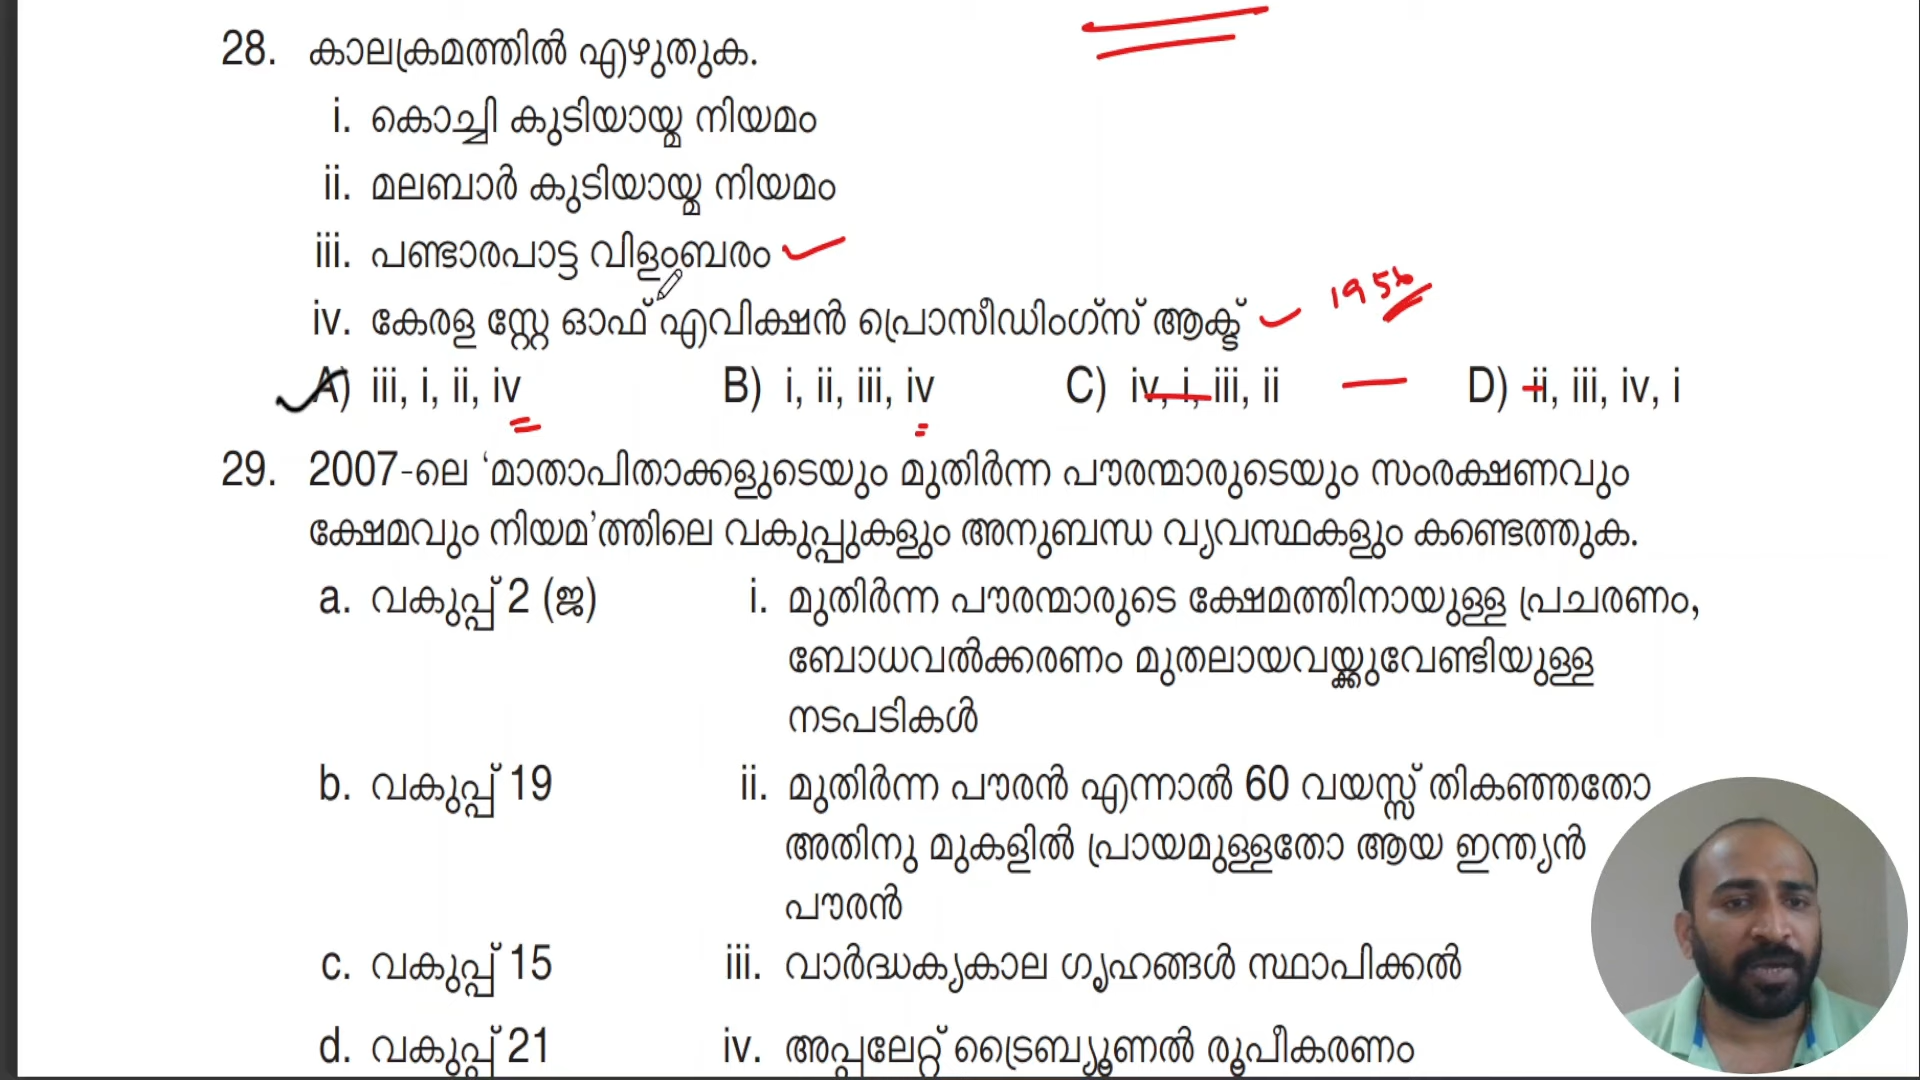 28. കാലക്രമത്തിൽ എഴുതുക.
i. കൊച്ചി കുടിയായ്മ നിയമം
ii. മലബാർ കുടിയായ്മ നിയമം
iii. പണ്ടാരപാട്ട വിളംബരം
iv. കേരള സ്റ്റേ ഓഫ് എവിക്ഷൻ പ്രൊസീഡിംഗ്സ് ആക്ട് 1956
A) iii, i, ii, iv B) i, ii, iii, iv C) iv, i, iii, ii D) ii, iii, iv, i
29. 2007-ലെ ‘മാതാപിതാക്കളുടെയും മുതിർന്ന പൗരന്മാരുടെയും സംരക്ഷണവും
ക്ഷേമവും നിയമ’ത്തിലെ വകുപ്പുകളും അനുബന്ധ വ്യവസ്ഥകളും കണ്ടെത്തുക.
a. വകുപ്പ് 2 (ജ) i. മുതിർന്ന പൗരന്മാരുടെ ക്ഷേമത്തിനായുള്ള പ്രചരണം,
ബോധവൽക്കരണം മുതലായവയ്ക്കുവേണ്ടിയുള്ള
നടപടികൾ
b. വകുപ്പ് 19 ii. മുതിർന്ന പൗരൻ എന്നാൽ 60 വയസ്സ് തികഞ്ഞതോ
അതിനു മുകളിൽ പ്രായമുള്ളതോ ആയ ഇന്ത്യൻ
പൗരൻ
c. വകുപ്പ് 15 iii. വാർദ്ധക്യകാല ഗൃഹങ്ങൾ സ്ഥാപിക്കൽ
d. വകുപ്പ് 21 iv. അപ്പലേറ്റ് ട്രൈബ്യൂണൽ രൂപീകരണം